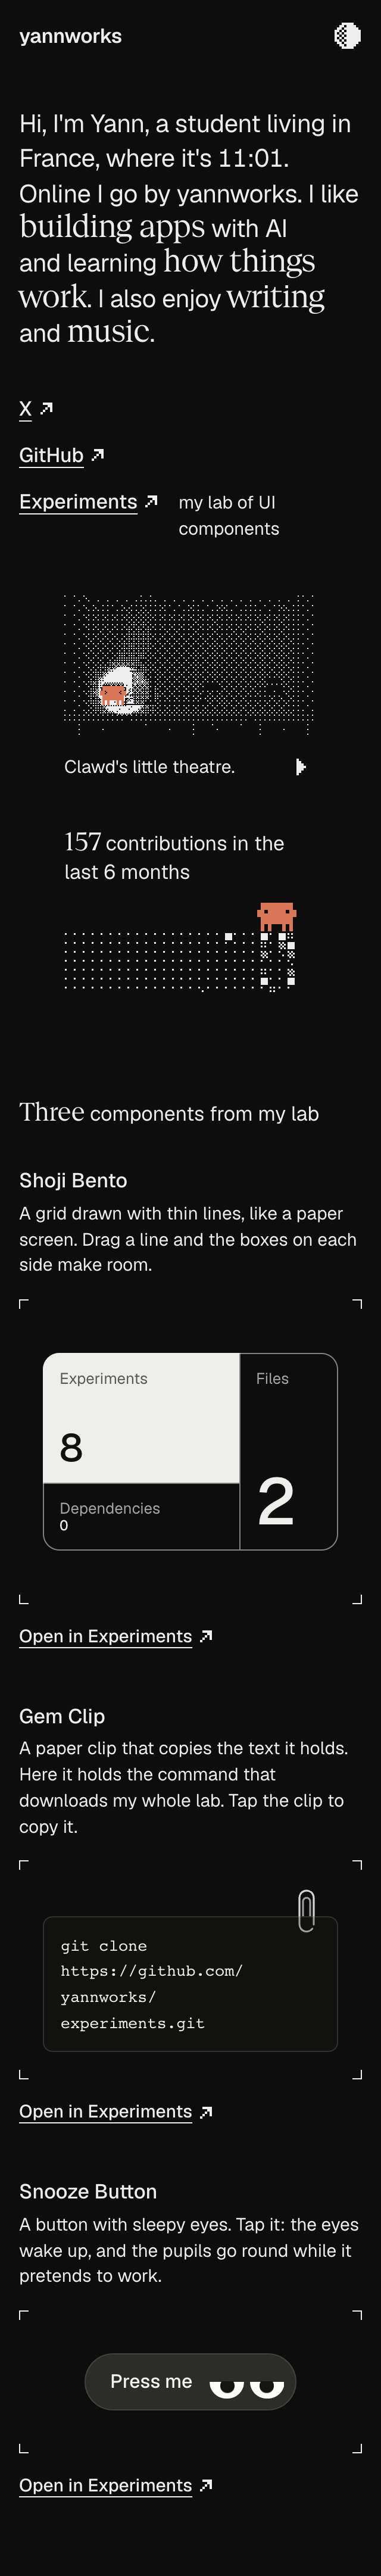 yannworks
Hi, I'm Yann, a student living in
France, where it's 11:01.
Online I go by yannworks. I like
building apps with AI
and learning how things
work. I also enjoy writing
and music.
X
GitHub
Experiments
my lab of UI
components
Clawd's little theatre.
157 contributions in the
last 6 months
Three components from my lab
Shoji Bento
A grid drawn with thin lines, like a paper
screen. Drag a line and the boxes on each
side make room.
Experiments
8
Files
2
Dependencies
0
Open in Experiments
Gem Clip
A paper clip that copies the text it holds.
Here it holds the command that
downloads my whole lab. Tap the clip to
copy it.
git clone
https://github.com/
yannworks/
experiments.git
Open in Experiments
Snooze Button
A button with sleepy eyes. Tap it: the eyes
wake up, and the pupils go round while it
pretends to work.
Press me
Open in Experiments